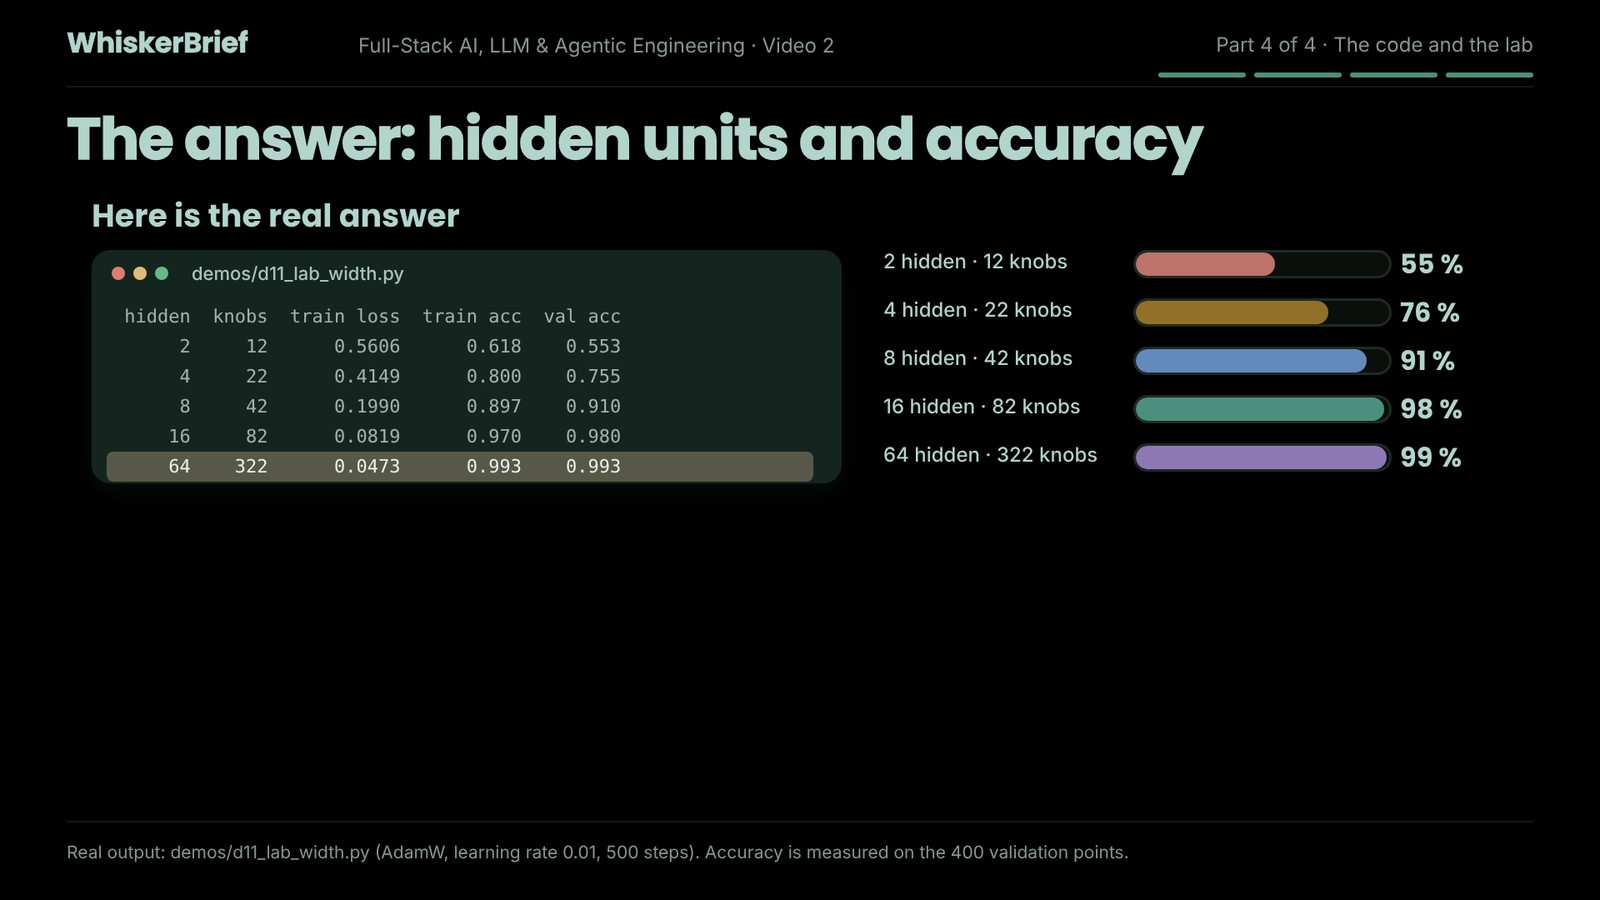 WhiskerBrief
Full-Stack AI, LLM & Agentic Engineering · Video 2
Part 4 of 4 · The code and the lab
The answer: hidden units and accuracy
Here is the real answer
demos/d11_lab_width.py
hidden knobs train loss train acc val acc
2 12 0.5606 0.618 0.553
4 22 0.4149 0.800 0.755
8 42 0.1990 0.897 0.910
16 82 0.0819 0.970 0.980
64 322 0.0473 0.993 0.993
2 hidden · 12 knobs 55 %
4 hidden · 22 knobs 76 %
8 hidden · 42 knobs 91 %
16 hidden · 82 knobs 98 %
64 hidden · 322 knobs 99 %
Real output: demos/d11_lab_width.py (AdamW, learning rate 0.01, 500 steps). Accuracy is measured on the 400 validation points.